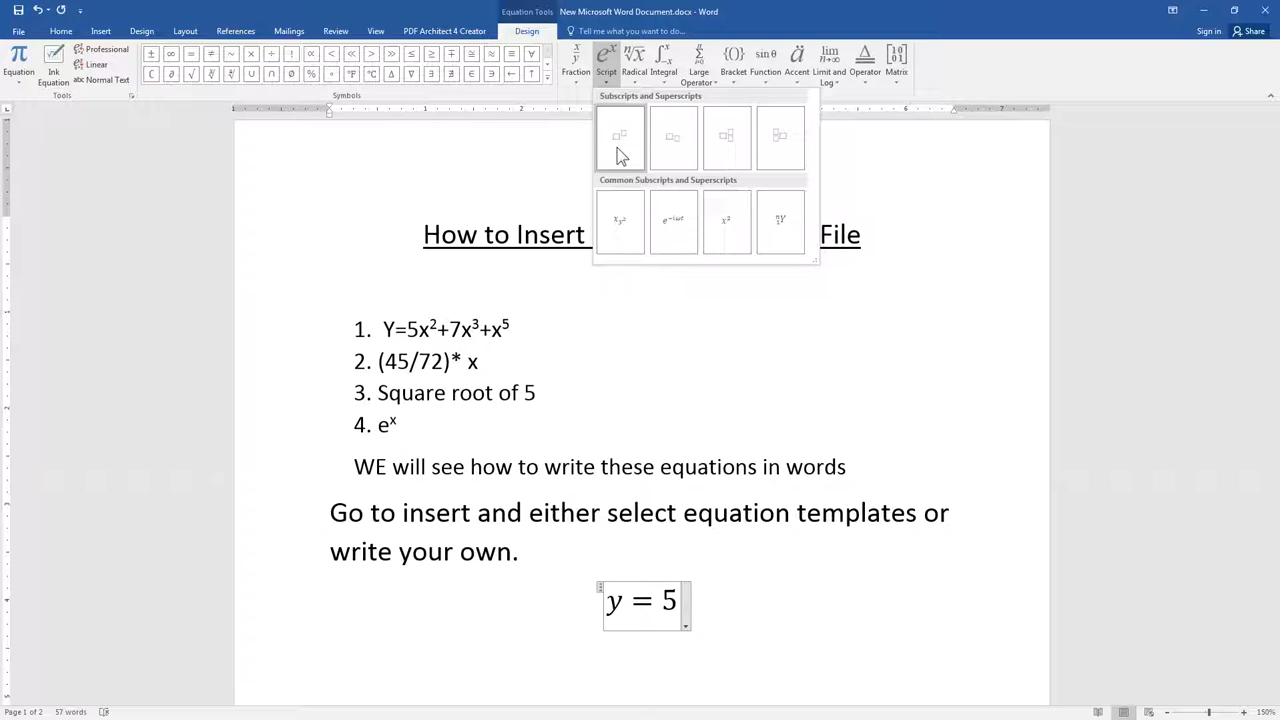 Equation Tools
New Microsoft Word Document.docx - Word
File
Home
Insert
Design
Layout
References
Mailings
Review
View
PDF Architect 4 Creator
Design
Tell me what you want to do...
Sign in
Share
Equation
Ink Equation
Professional
Linear
abc Normal Text
Tools
Symbols
Fraction
Script
Radical
Integral
Large Operator
Bracket
Function
Accent
Limit and Log
Operator
Matrix
Subscripts and Superscripts
Common Subscripts and Superscripts
How to Insert
File
1. Y=5x²+7x³+x⁵
2. (45/72)* x
3. Square root of 5
4. eˣ
WE will see how to write these equations in words
Go to insert and either select equation templates or
write your own.
y = 5
Page 1 of 2
57 words
150%